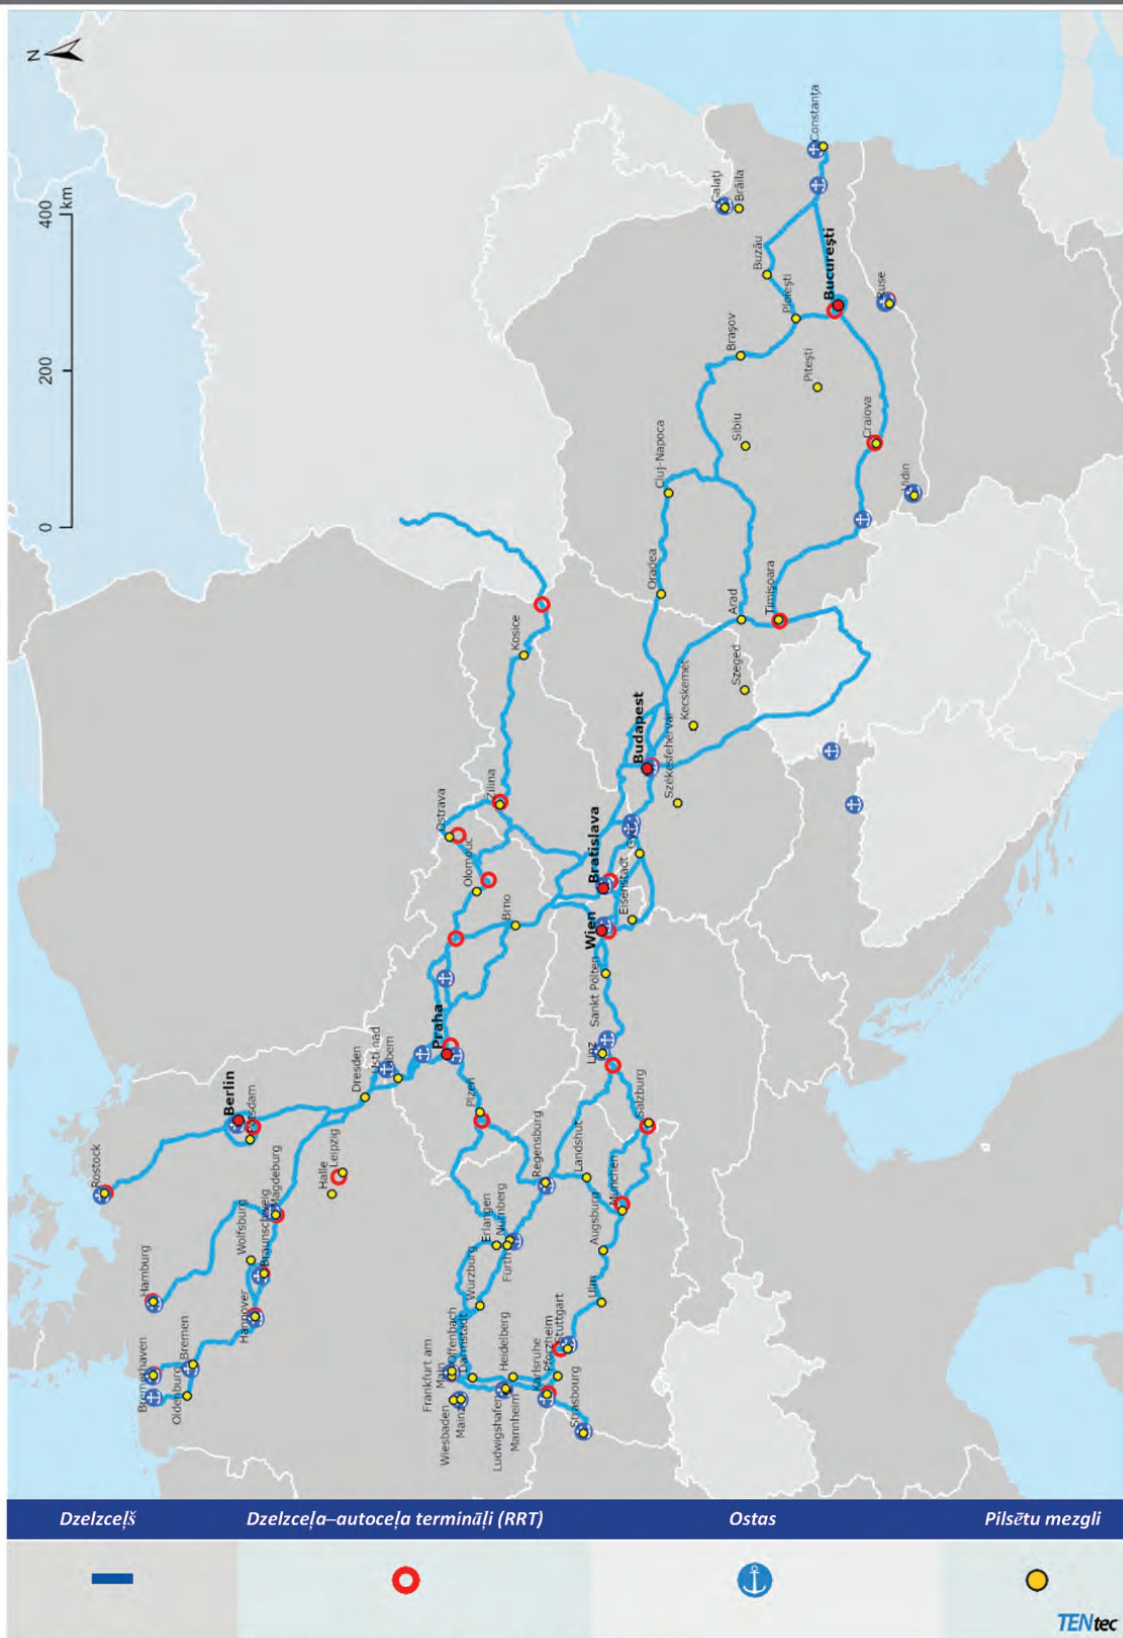 N
0
200
400
km
Rostock
Hamburg
Bremerhaven
Bremen
Oldenburg
Hannover
Wolfsburg
Braunschweig
Magdeburg
Berlin
Potsdam
Halle
Leipzig
Dresden
Ústí nad
Labem
Praha
Plzen
Brno
Olomouc
Ostrava
Žilina
Kosice
Frankfurt am
Main
Offenbach
Darmstadt
Wiesbaden
Mainz
Würzburg
Erlangen
Nürnberg
Fürth
Regensburg
Landshut
Heidelberg
Ludwigshafen
Mannheim
Karlsruhe
Pforzheim
Stuttgart
Strasbourg
Ulm
Augsburg
München
Salzburg
Linz
Sankt Pölten
Wien
Bratislava
Eisenstadt
Budapest
Székesfehérvár
Kecskemét
Szeged
Arad
Timișoara
Oradea
Cluj-Napoca
Sibiu
Brașov
Pitești
Ploiești
Buzău
București
Craiova
Vidin
Ruse
Galați
Brăila
Constanța
Dzelzceļš
Dzelzceļa–autoceļa termināļi (RRT)
Ostas
Pilsētu mezgli
TENtec